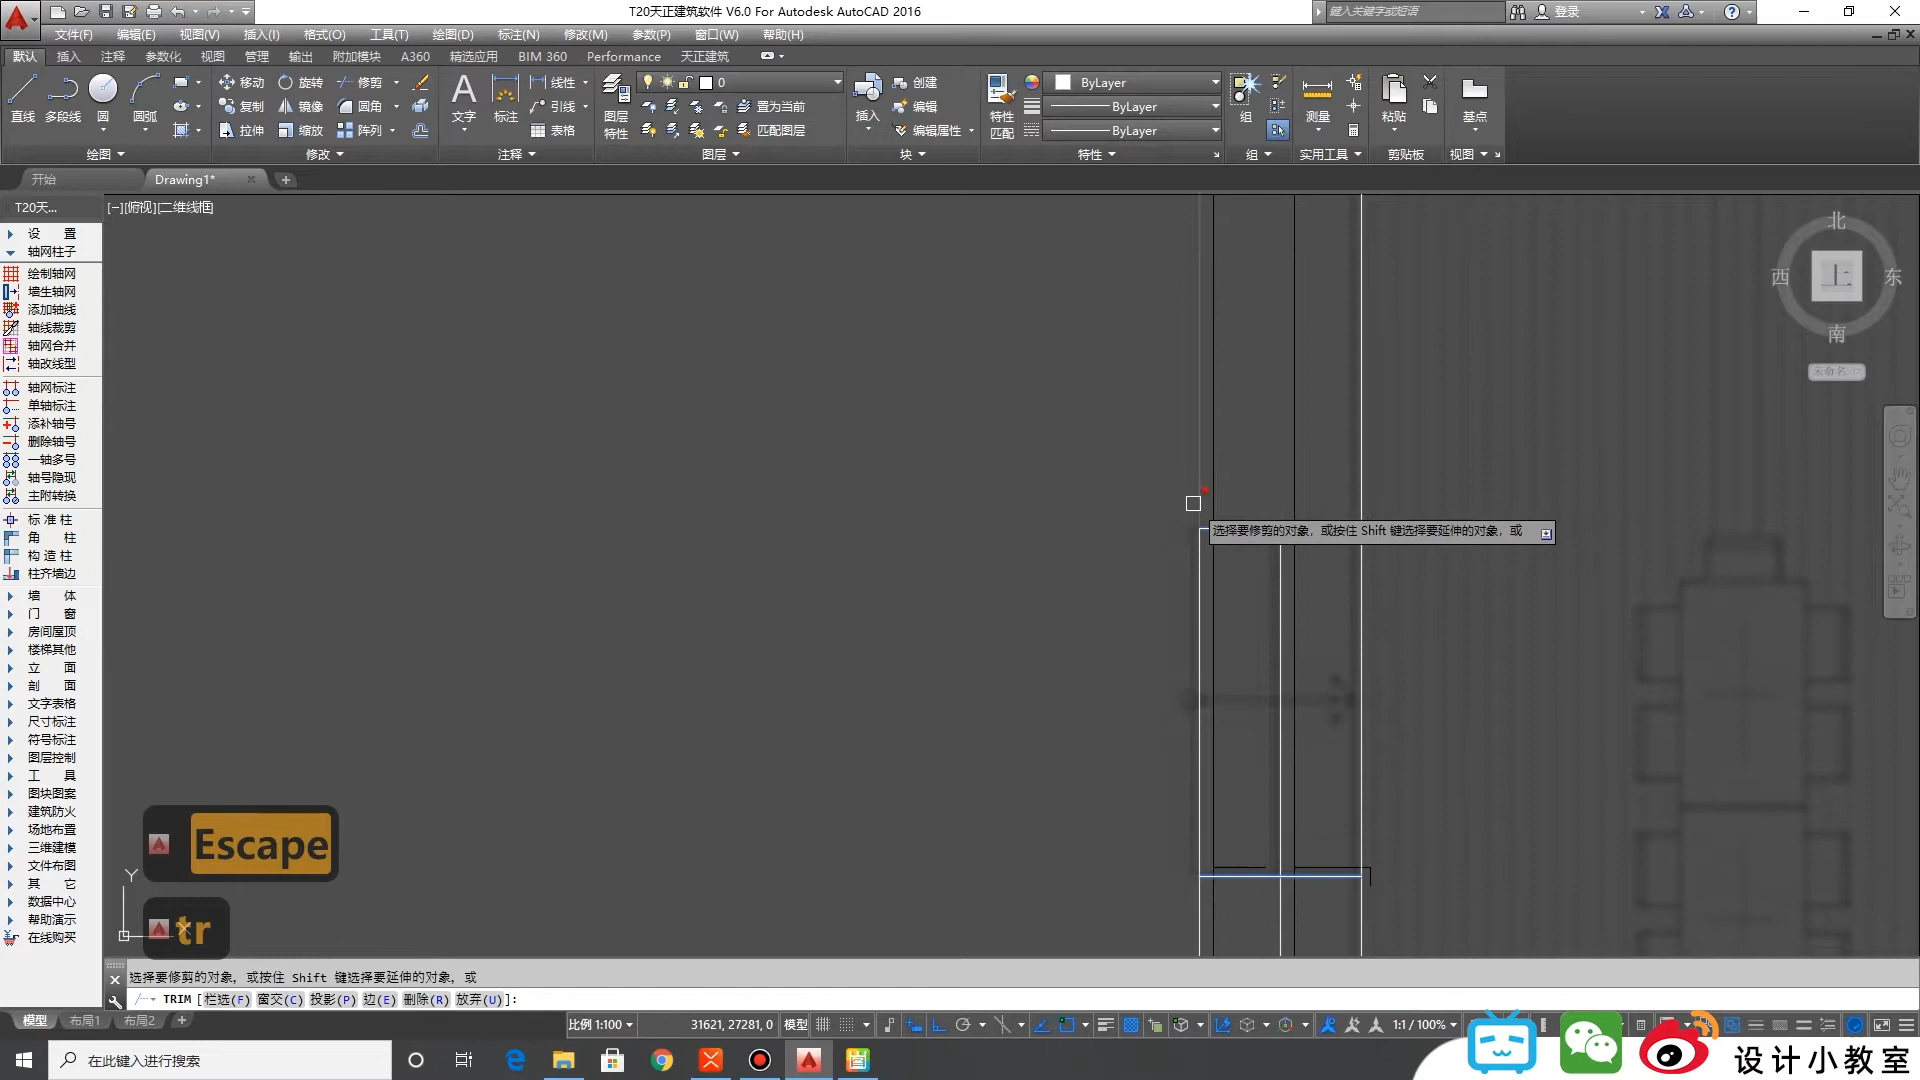 T20天正建筑软件 V6.0 For Autodesk AutoCAD 2016
键入关键字或短语
登录
文件(F) 编辑(E) 视图(V) 插入(I) 格式(O) 工具(T) 绘图(D) 标注(N) 修改(M) 参数(P) 窗口(W) 帮助(H)
默认 插入 注释 参数化 视图 管理 输出 附加模块 A360 精选应用 BIM 360 Performance 天正建筑
直线 多段线 圆 圆弧
移动 旋转 修剪
复制 镜像 圆角
拉伸 缩放 阵列
文字 标注
线性
引线
表格
图层特性
0
置为当前
匹配图层
插入
创建
编辑
编辑属性
特性匹配
ByLayer
ByLayer
ByLayer
组 测量 粘贴 基点
绘图 修改 注释 图层 块 特性 组 实用工具 剪贴板 视图
开始 Drawing1*
T20天...
[−][俯视][二维线框]
设 置
轴网柱子
绘制轴网
墙生轴网
添加轴线
轴线裁剪
轴网合并
轴改线型
轴网标注
单轴标注
添补轴号
删除轴号
一轴多号
轴号隐现
主附转换
标 准 柱
角 柱
构 造 柱
柱齐墙边
墙 体
门 窗
房间屋顶
楼梯其他
立 面
剖 面
文字表格
尺寸标注
符号标注
图层控制
工 具
图块图案
建筑防火
场地布置
三维建模
文件布图
其 它
数据中心
帮助演示
在线购买
北
西 上 东
南
未命名
选择要修剪的对象，或按住 Shift 键选择要延伸的对象，或
Escape
tr
Y
X
选择要修剪的对象，或按住 Shift 键选择要延伸的对象，或
TRIM [栏选(F) 窗交(C) 投影(P) 边(E) 删除(R) 放弃(U)]:
模型 布局1 布局2
比例 1:100 31621, 27281, 0 模型 1:1 / 100%
在此键入进行搜索
设计小教室